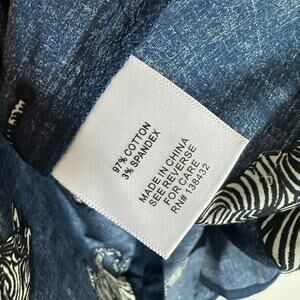 97% COTTON
3% SPANDEX
MADE IN CHINA
SEE REVERSE
FOR CARE
RN# 138432